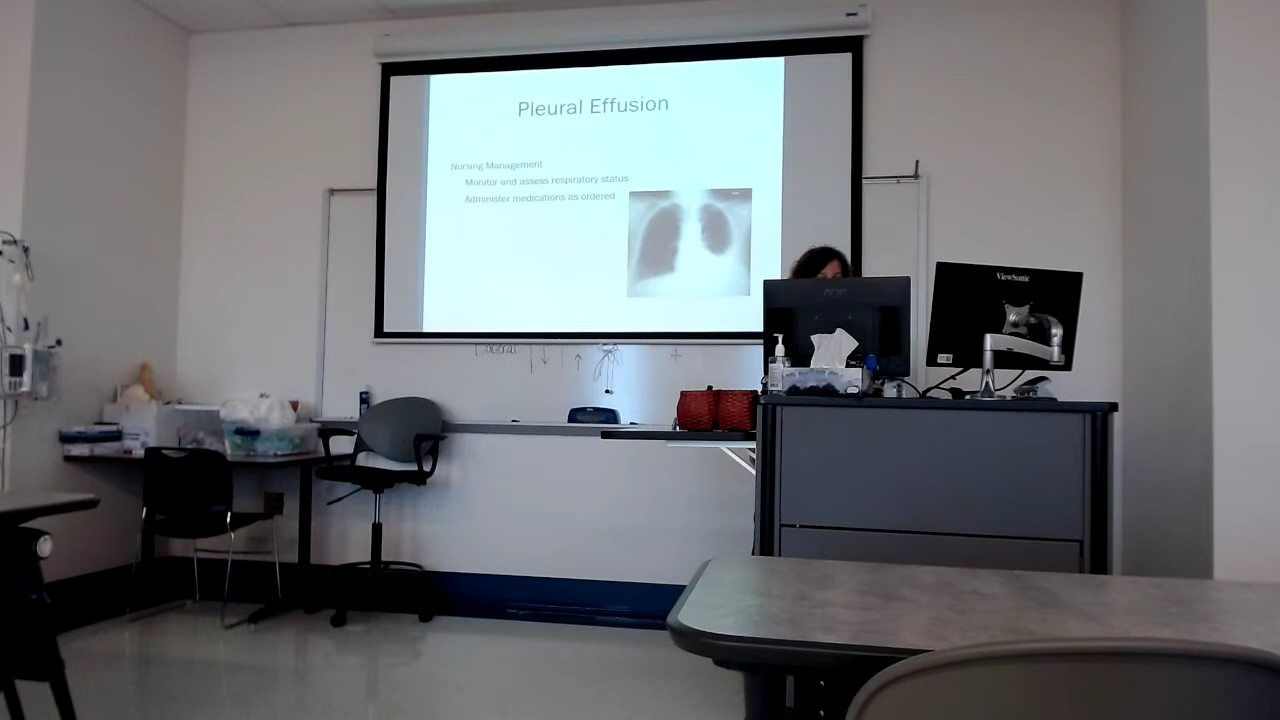 Pleural Effusion
Nursing Management
Monitor and assess respiratory status
Administer medications as ordered
ViewSonic